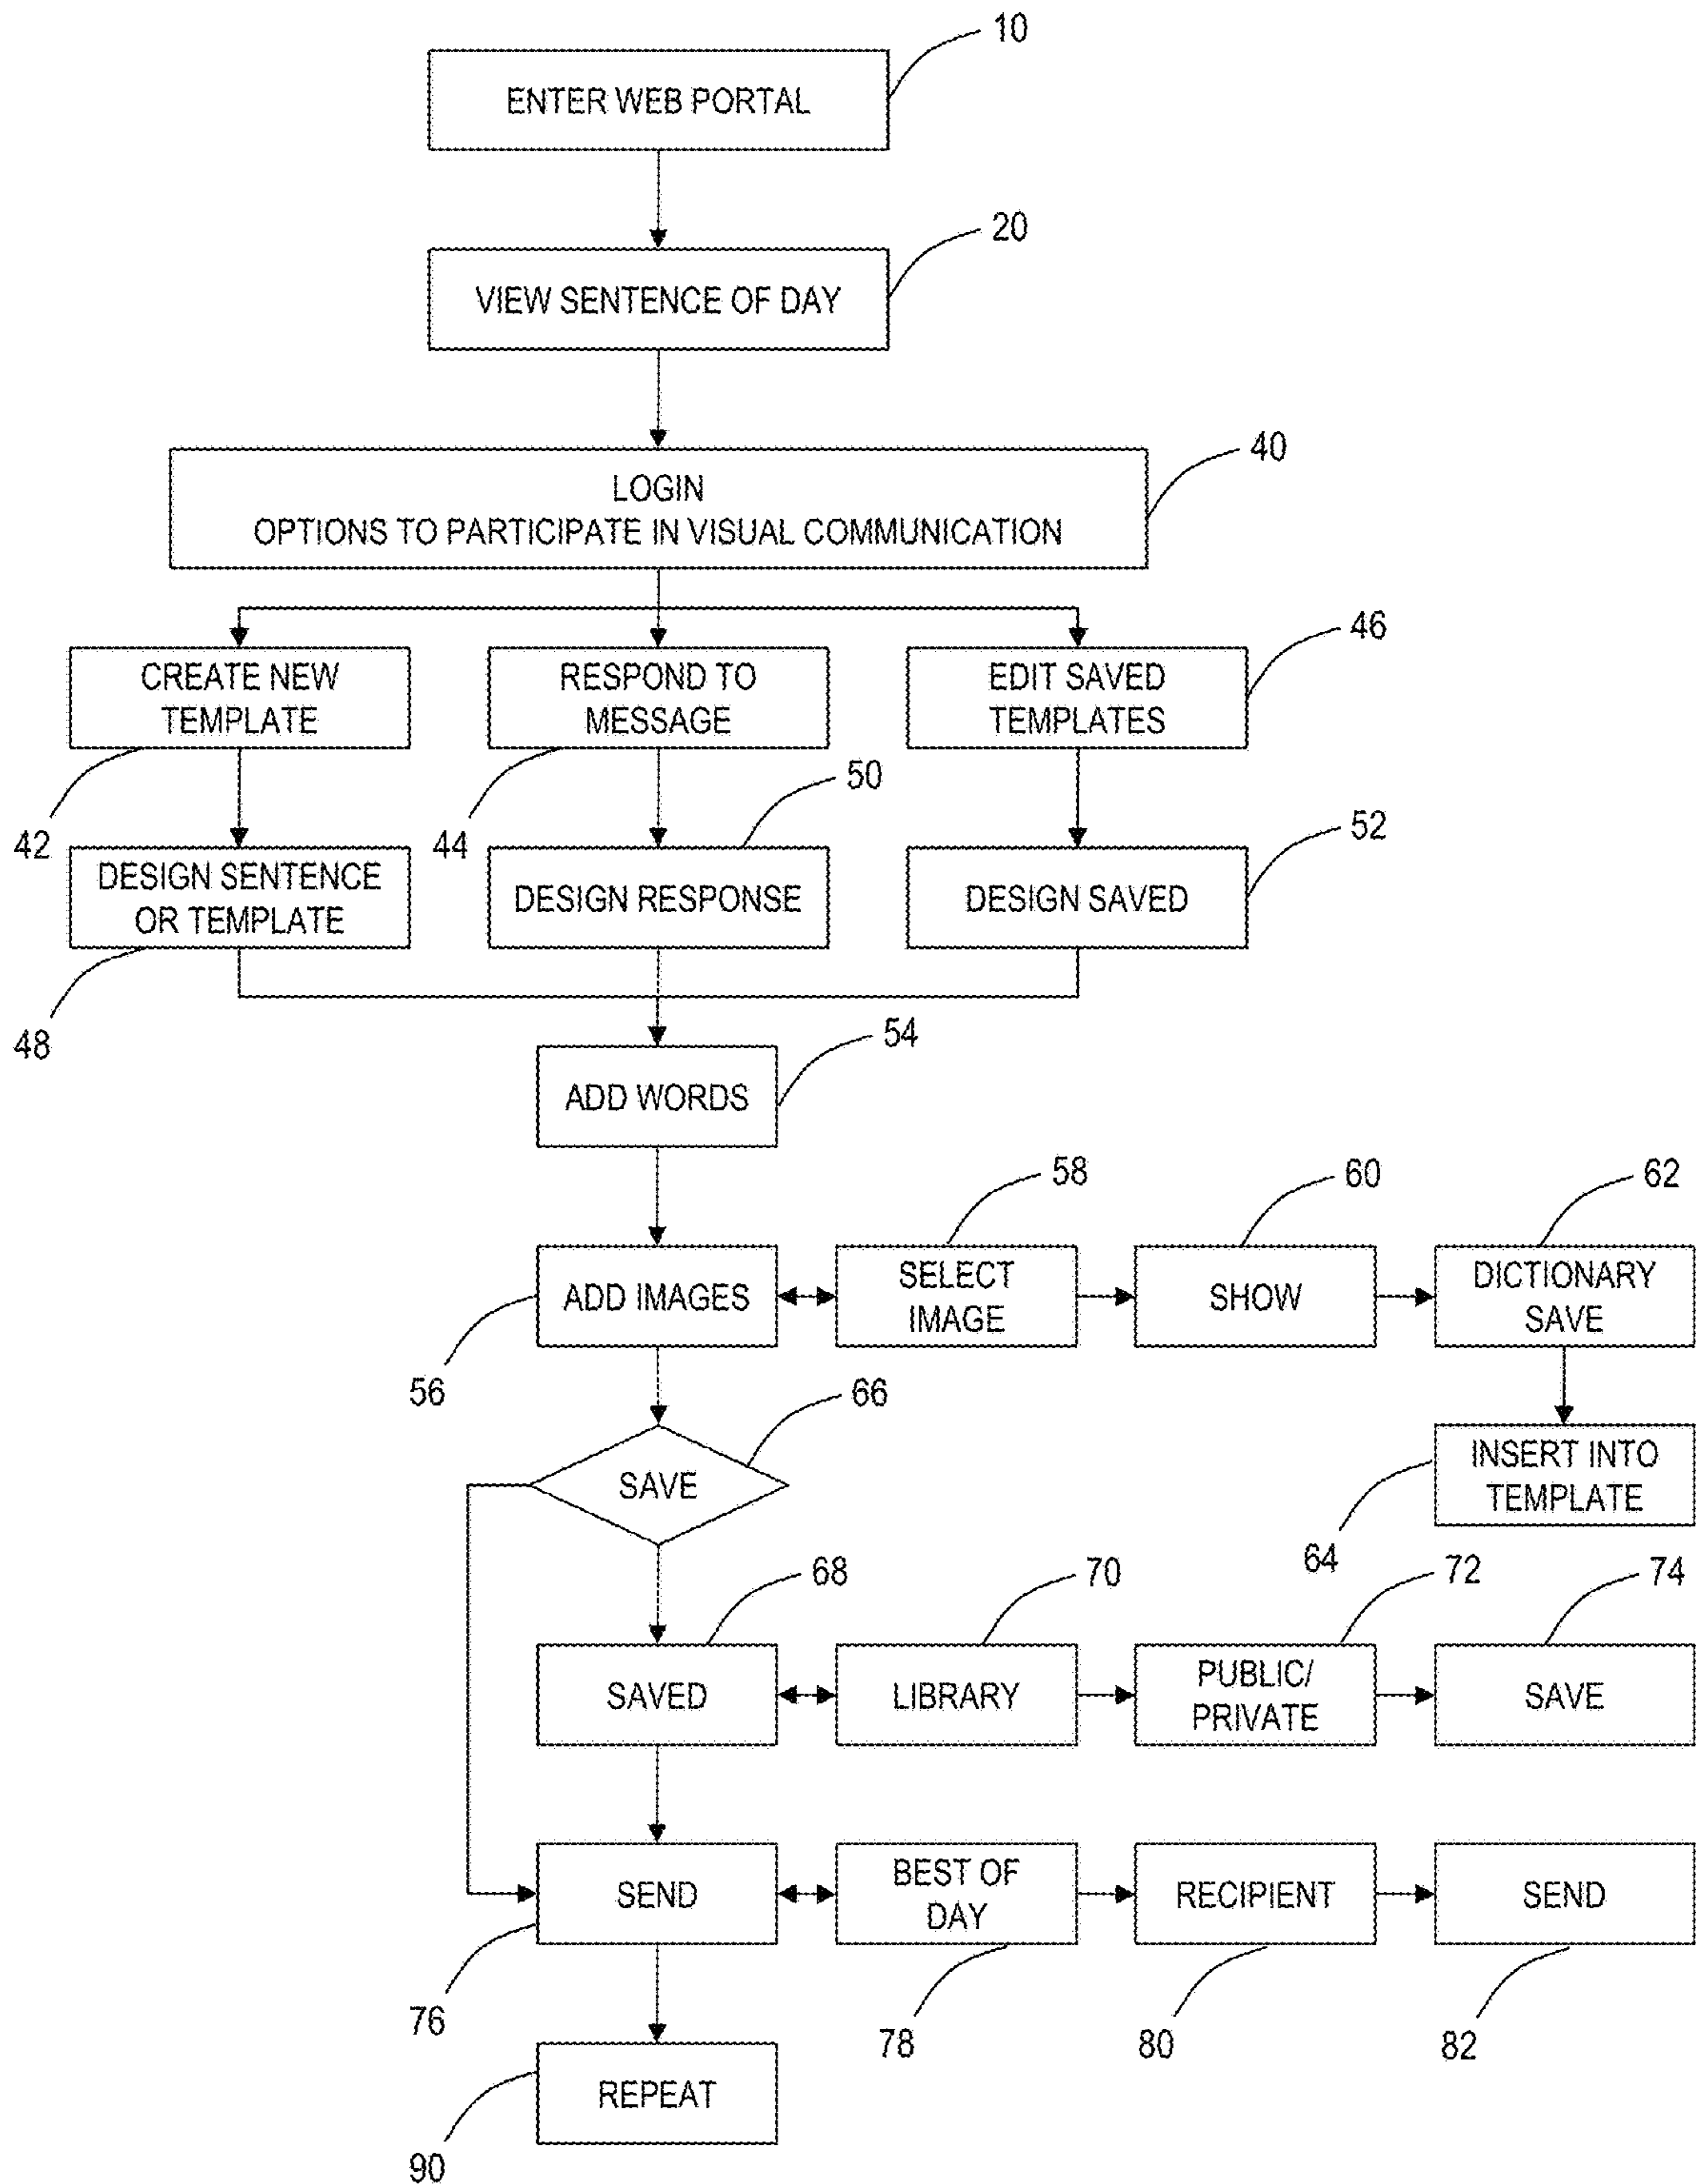 10
ENTER WEB PORTAL
20
VIEW SENTENCE OF DAY
40
LOGIN
OPTIONS TO PARTICIPATE IN VISUAL COMMUNICATION
46
CREATE NEW
TEMPLATE
RESPOND TO
MESSAGE
EDIT SAVED
TEMPLATES
42
44
50
52
DESIGN SENTENCE
OR TEMPLATE
DESIGN RESPONSE
DESIGN SAVED
48
54
ADD WORDS
58
60
62
ADD IMAGES
SELECT
IMAGE
SHOW
DICTIONARY
SAVE
56
66
SAVE
INSERT INTO
TEMPLATE
64
68
70
72
74
SAVED
LIBRARY
PUBLIC/
PRIVATE
SAVE
SEND
BEST OF
DAY
RECIPIENT
SEND
76
78
80
82
REPEAT
90